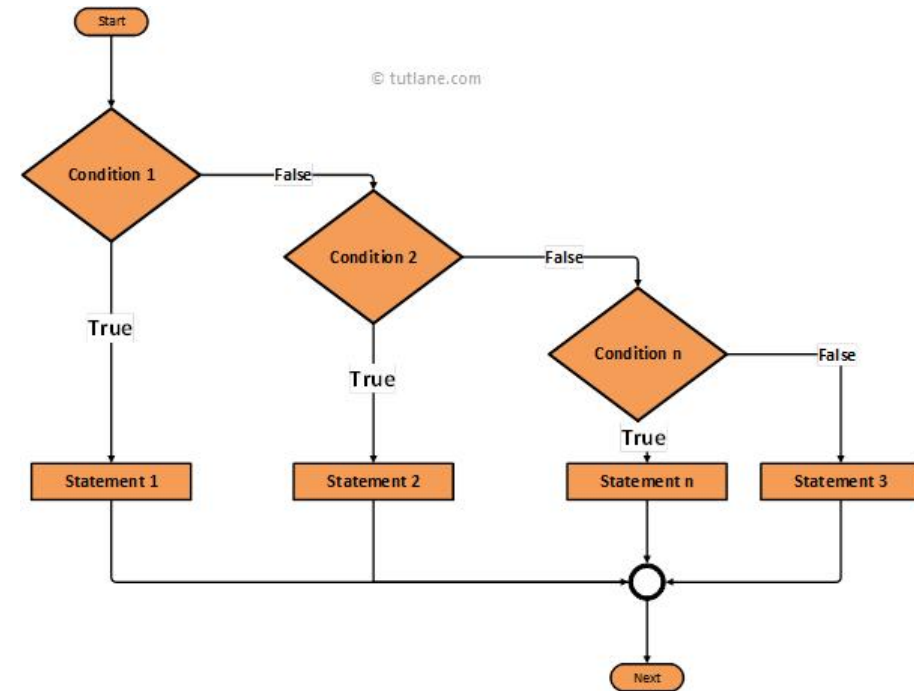 Start
© tutlane.com
Condition 1
False
Condition 2
False
True
Condition n
False
True
True
Statement 1
Statement 2
Statement n
Statement 3
Next